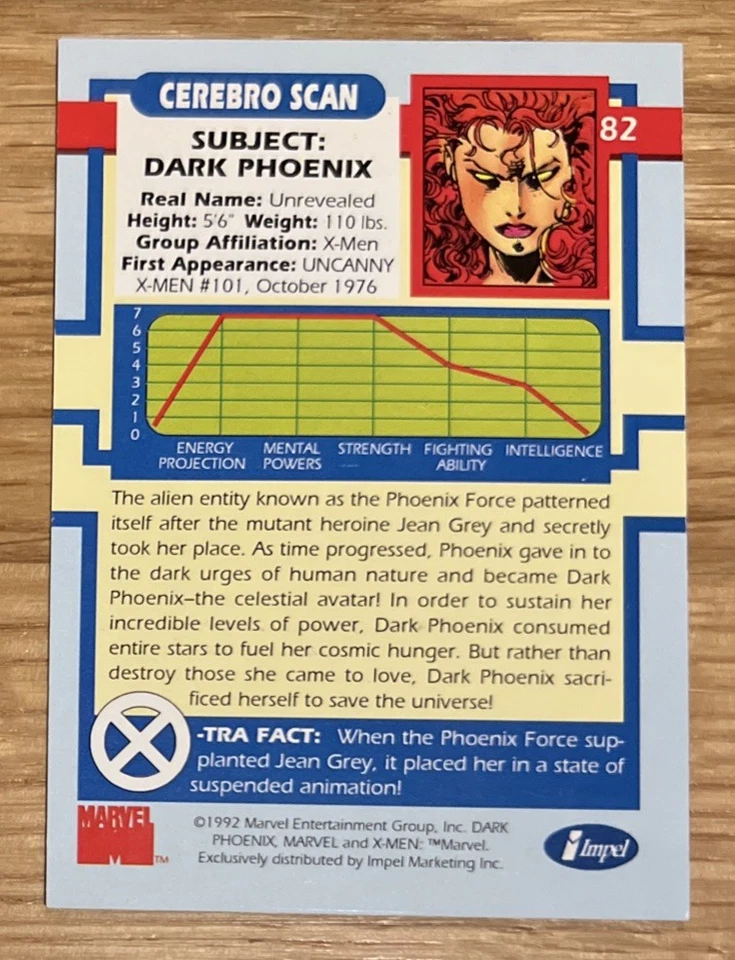 CEREBRO SCAN
82
SUBJECT:
DARK PHOENIX
Real Name: Unrevealed
Height: 5'6" Weight: 110 lbs.
Group Affiliation: X-Men
First Appearance: UNCANNY
X-MEN #101, October 1976
7
6
5
4
3
2
1
0
ENERGY
PROJECTION
MENTAL
POWERS
STRENGTH
FIGHTING
ABILITY
INTELLIGENCE
The alien entity known as the Phoenix Force patterned
itself after the mutant heroine Jean Grey and secretly
took her place. As time progressed, Phoenix gave in to
the dark urges of human nature and became Dark
Phoenix–the celestial avatar! In order to sustain her
incredible levels of power, Dark Phoenix consumed
entire stars to fuel her cosmic hunger. But rather than
destroy those she came to love, Dark Phoenix sacri-
ficed herself to save the universe!
X-TRA FACT: When the Phoenix Force sup-
planted Jean Grey, it placed her in a state of
suspended animation!
MARVEL
M TM
©1992 Marvel Entertainment Group, Inc. DARK
PHOENIX, MARVEL and X-MEN: ™Marvel.
Exclusively distributed by Impel Marketing Inc.
Impel